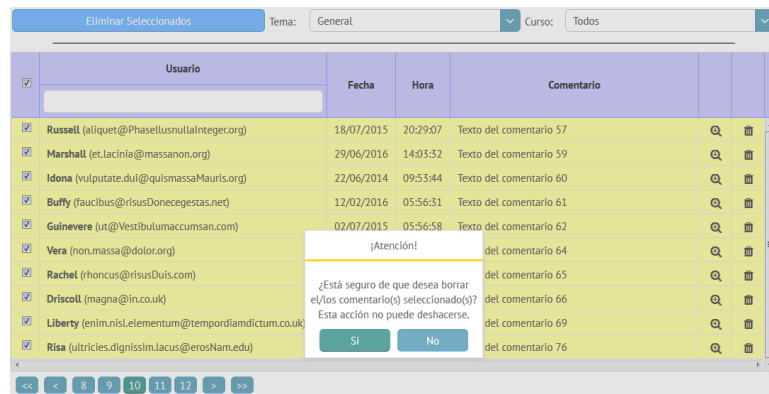 Eliminar Seleccionados Tema: General Curso: Todos
Usuario Fecha Hora Comentario
Russell (aliquet@PhasellusnullaInteger.org) 18/07/2015 20:29:07 Texto del comentario 57
Marshall (et.lacinia@massanon.org) 29/06/2016 14:03:32 Texto del comentario 59
Idona (vulputate.dui@quismassaMauris.org) 22/06/2014 09:53:44 Texto del comentario 60
Buffy (faucibus@risusDonecegestas.net) 12/02/2016 05:56:31 Texto del comentario 61
Guinevere (ut@Vestibulumaccumsan.com) 02/07/2015 05:56:58 Texto del comentario 62
Vera (non.massa@dolor.org) del comentario 64
Rachel (rhoncus@risusDuis.com) del comentario 65
Driscoll (magna@in.co.uk) del comentario 66
Liberty (enim.nisl.elementum@tempordiamdictum.co.uk) del comentario 69
Risa (ultricies.dignissim.lacus@erosNam.edu) del comentario 76
¡Atención!
¿Está seguro de que desea borrar
el/los comentario(s) seleccionado(s)?
Esta acción no puede deshacerse.
Si No
<< < 8 9 10 11 12 > >>